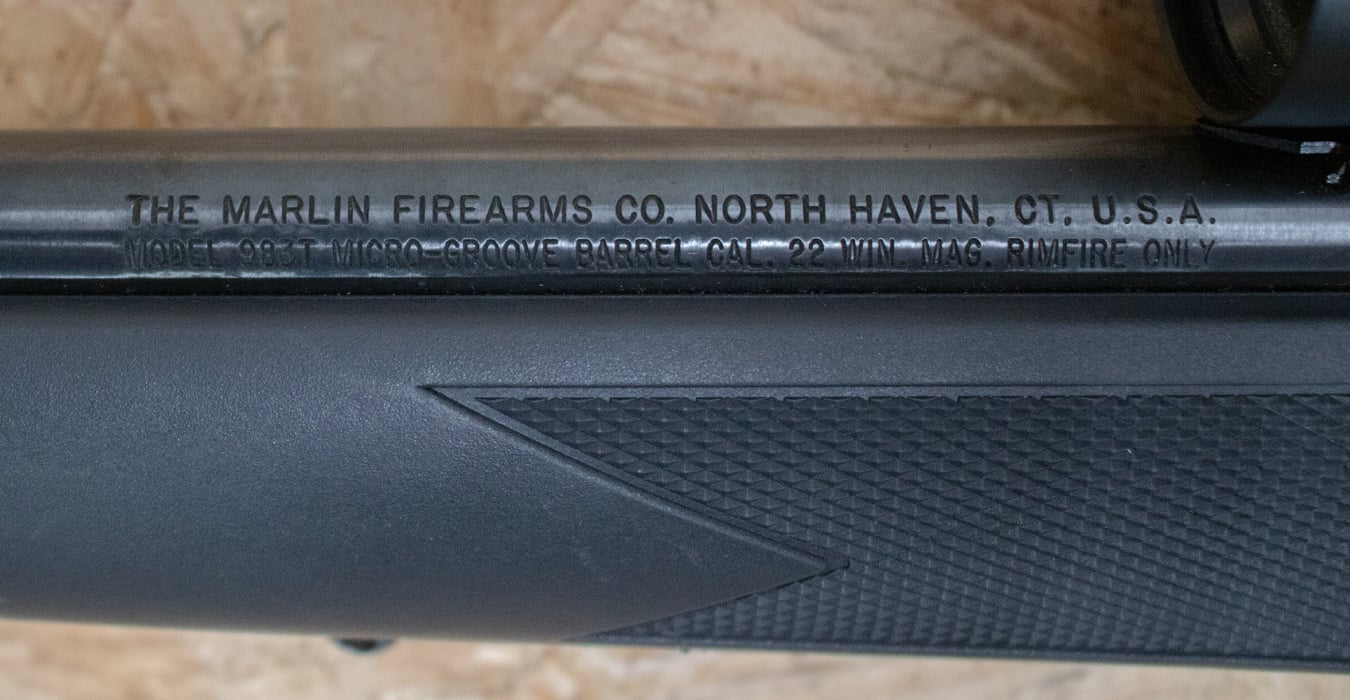 THE MARLIN FIREARMS CO. NORTH HAVEN, CT. U.S.A.
MODEL 983T MICRO-GROOVE BARREL CAL. 22 WIN. MAG. RIMFIRE ONLY